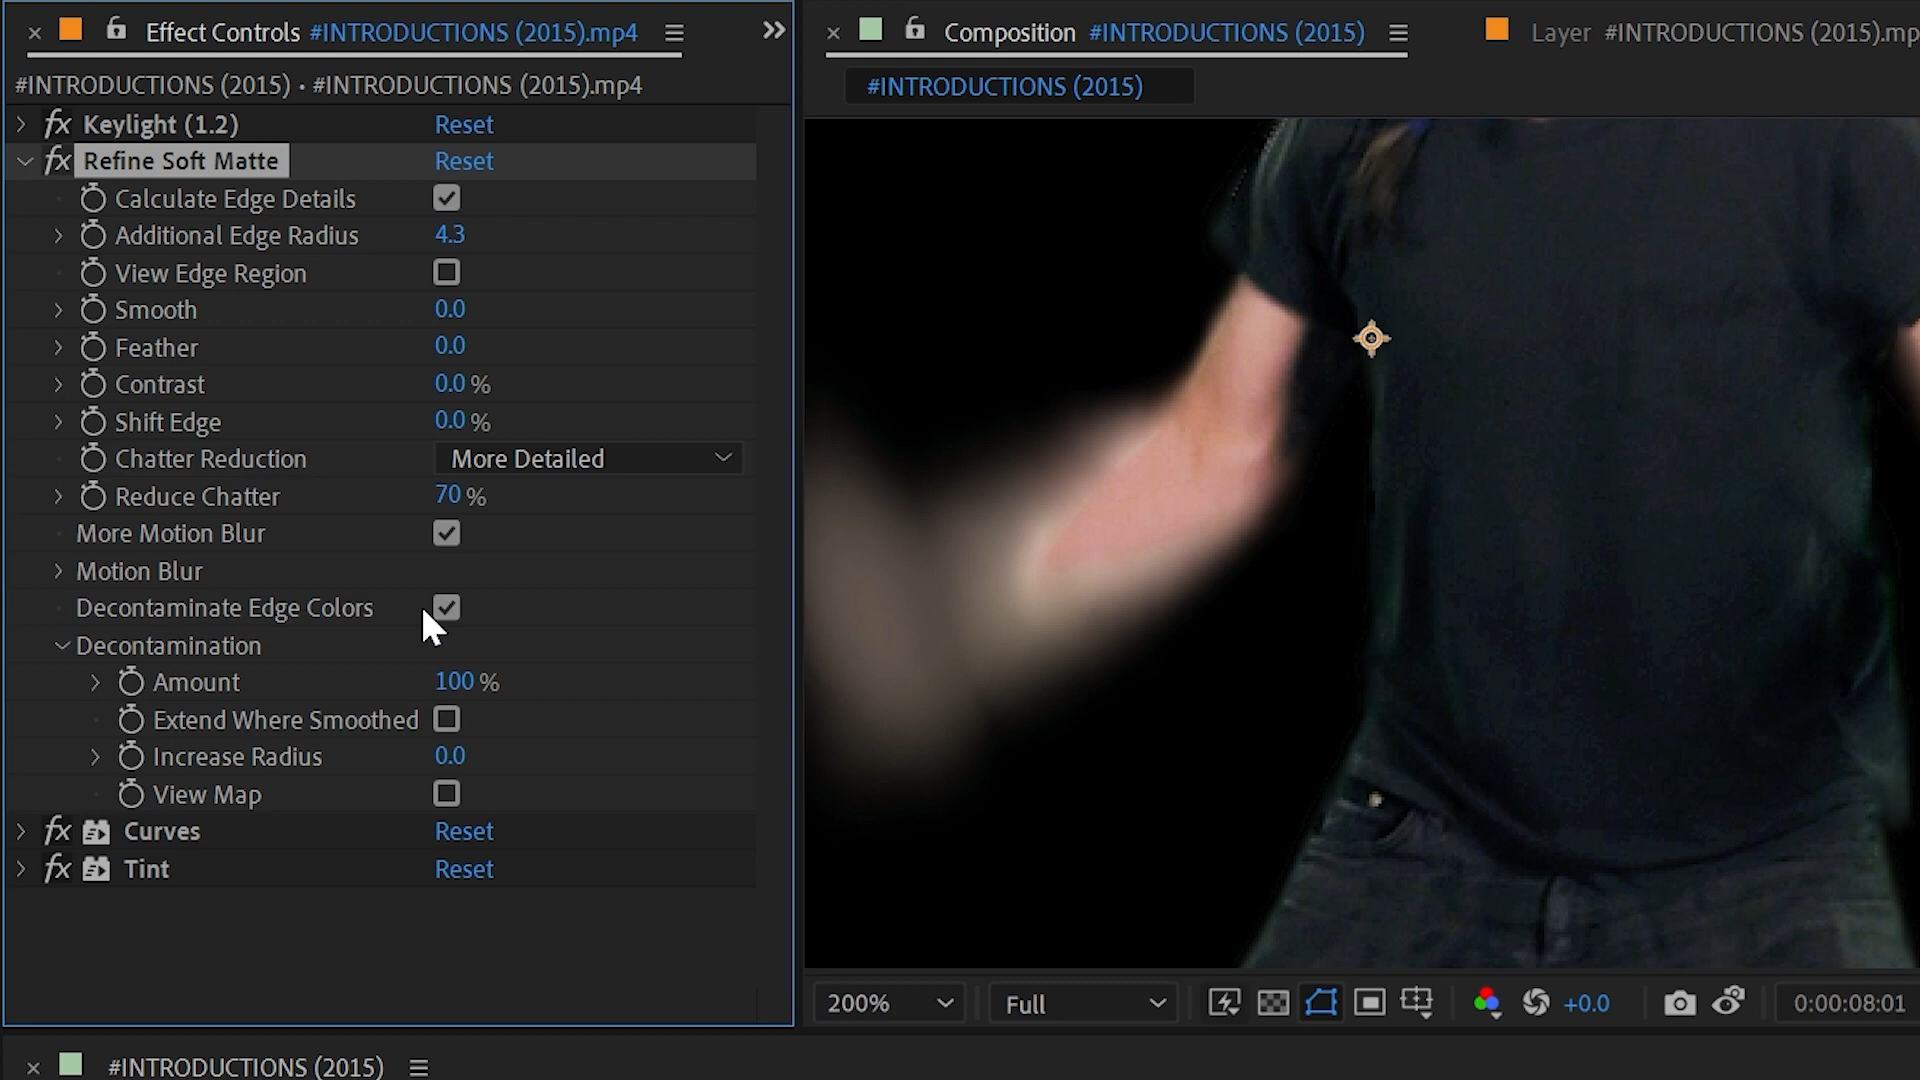 Effect Controls #INTRODUCTIONS (2015).mp4
#INTRODUCTIONS (2015) • #INTRODUCTIONS (2015).mp4
fx Keylight (1.2) Reset
fx Refine Soft Matte Reset
Calculate Edge Details
Additional Edge Radius 4.3
View Edge Region
Smooth 0.0
Feather 0.0
Contrast 0.0 %
Shift Edge 0.0 %
Chatter Reduction More Detailed
Reduce Chatter 70 %
More Motion Blur
Motion Blur
Decontaminate Edge Colors
Decontamination
Amount 100 %
Extend Where Smoothed
Increase Radius 0.0
View Map
fx Curves Reset
fx Tint Reset
Composition #INTRODUCTIONS (2015)
Layer #INTRODUCTIONS (2015).mp
#INTRODUCTIONS (2015)
200% Full +0.0 0:00:08:01
#INTRODUCTIONS (2015)